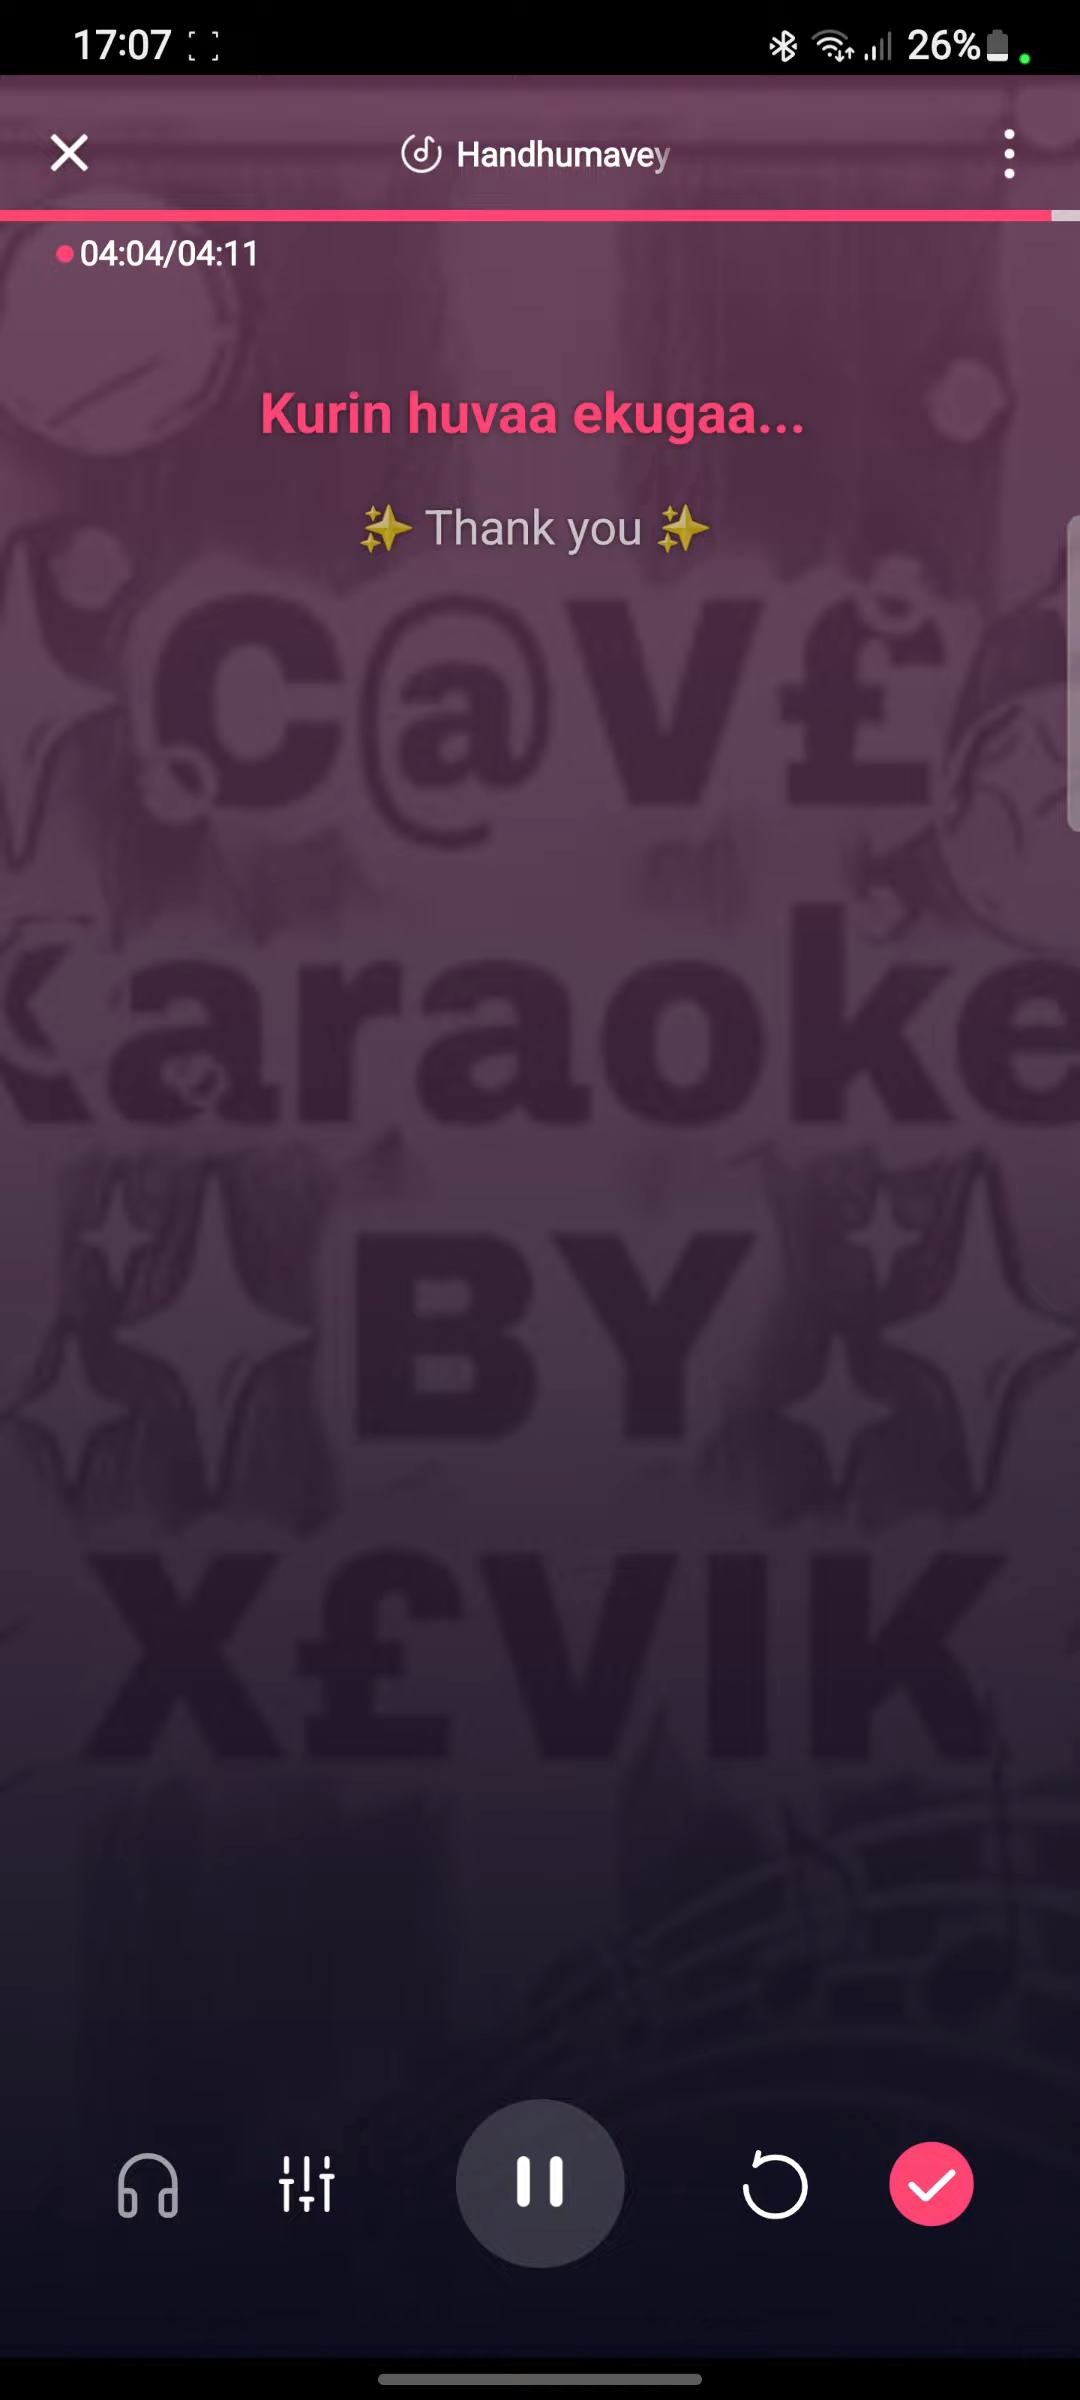 17:07
26%
Handhumavey
04:04/04:11
Kurin huvaa ekugaa...
✨ Thank you ✨
C@V£
Karaoke
BY
X£VIK